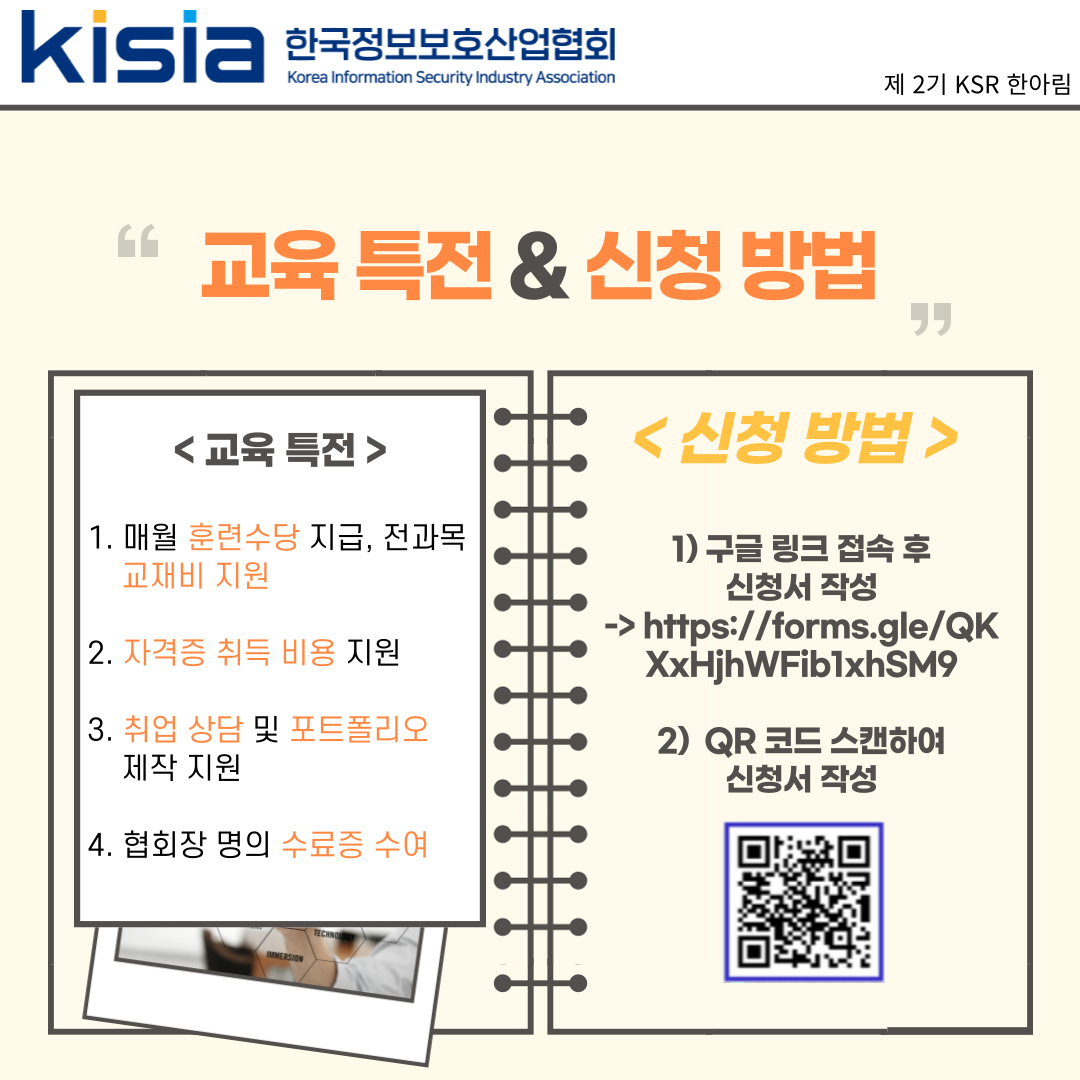 kisia 한국정보보호산업협회
Korea Information Security Industry Association
제 2기 KSR 한아림
“ 교육 특전 & 신청 방법 ”
< 교육 특전 >
1. 매월 훈련수당 지급, 전과목
교재비 지원
2. 자격증 취득 비용 지원
3. 취업 상담 및 포트폴리오
제작 지원
4. 협회장 명의 수료증 수여
TECHNOLOGY
IMMERSION
< 신청 방법 >
1) 구글 링크 접속 후
신청서 작성
-> https://forms.gle/QK
XxHjhWFib1xhSM9
2) QR 코드 스캔하여
신청서 작성